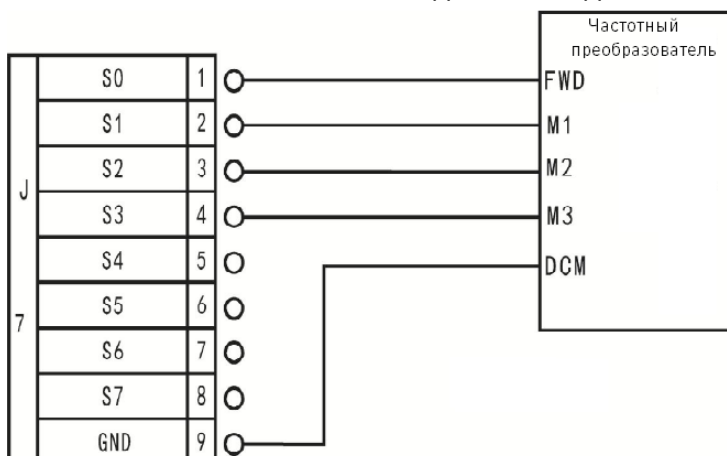 Частотный
преобразователь
S0 1 FWD
S1 2 M1
S2 3 M2
J
S3 4 M3
S4 5 DCM
S5 6
7
S6 7
S7 8
GND 9